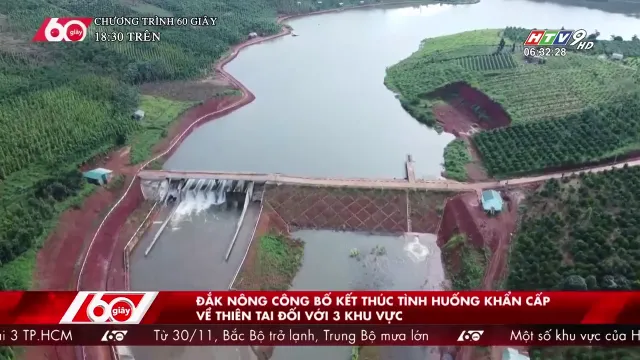 60 giây
CHƯƠNG TRÌNH 60 GIÂY
18:30 TRÊN
HTV9 HD
06:32:28
60 giây
ĐẮK NÔNG CÔNG BỐ KẾT THÚC TÌNH HUỐNG KHẨN CẤP
VỀ THIÊN TAI ĐỐI VỚI 3 KHU VỰC
ại 3 TP.HCM
Từ 30/11, Bắc Bộ trở lạnh, Trung Bộ mưa lớn
Một số khu vực của H